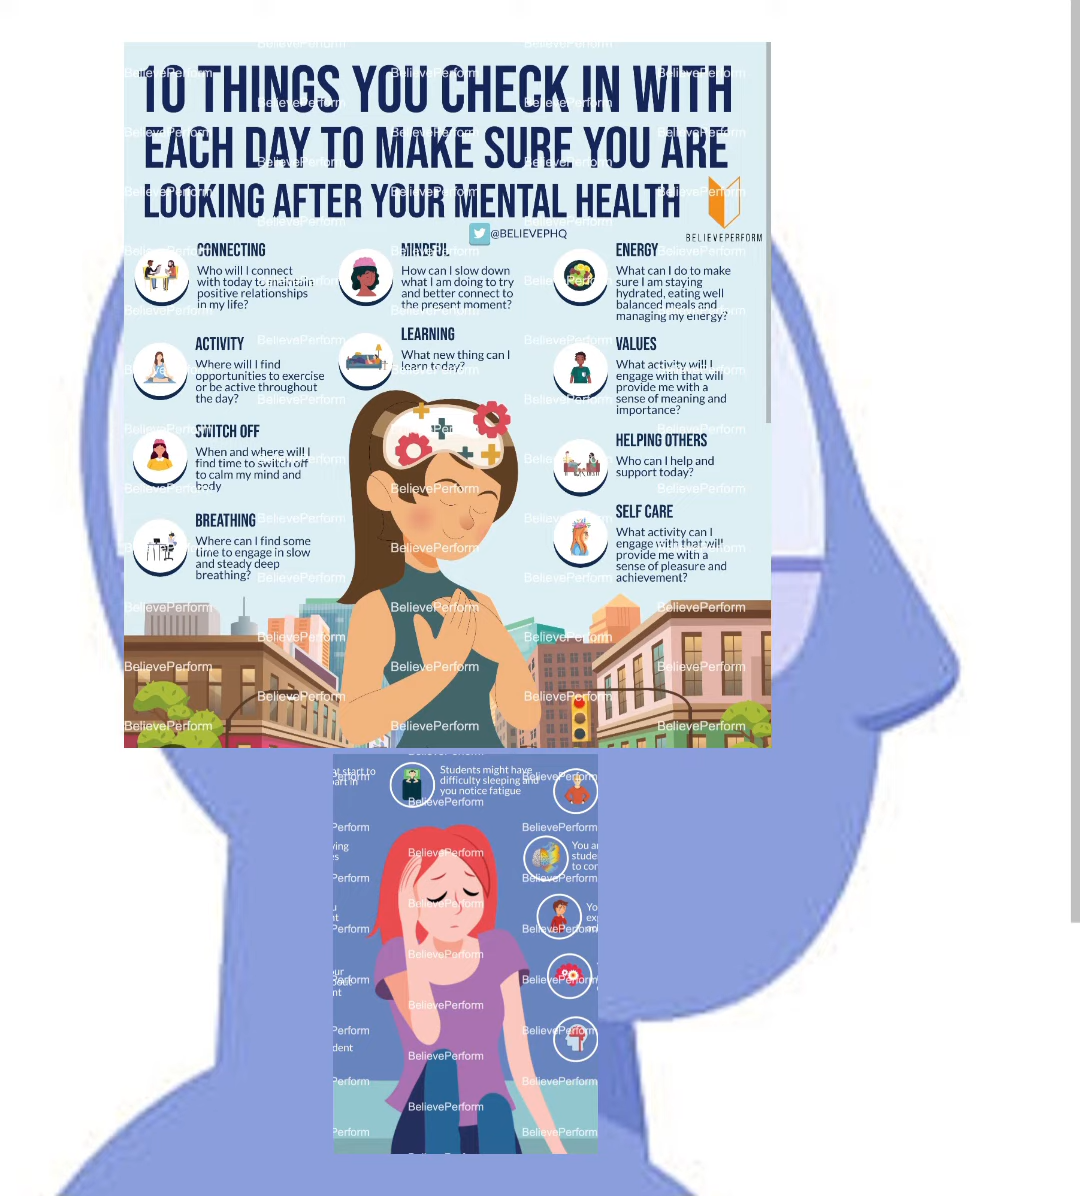 10 THINGS YOU CHECK IN WITH
EACH DAY TO MAKE SURE YOU ARE
LOOKING AFTER YOUR MENTAL HEALTH
@BELIEVEPHQ
BELIEVEPERFORM
CONNECTING
Who will I connect
with today to maintain
positive relationships
in my life?
ACTIVITY
Where will I find
opportunities to exercise
or be active throughout
the day?
SWITCH OFF
When and where will I
find time to switch off
to calm my mind and
body
BREATHING
Where can I find some
time to engage in slow
and steady deep
breathing?
MINDFUL
How can I slow down
what I am doing to try
and better connect to
the present moment?
LEARNING
What new thing can I
learn today?
ENERGY
What can I do to make
sure I am staying
hydrated, eating well
balanced meals and
managing my energy?
VALUES
What activity will I
engage with that will
provide me with a
sense of meaning and
importance?
HELPING OTHERS
Who can I help and
support today?
SELF CARE
What activity can I
engage with that will
provide me with a
sense of pleasure and
achievement?
BelievePerform
start to
part in
Students might have
difficulty sleeping and
you notice fatigue
You
to
BelievePerform